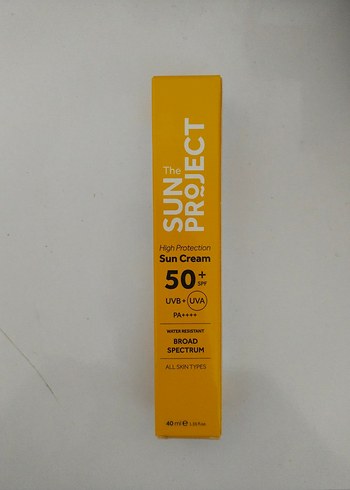 The
SUN
PROJECT
High Protection
Sun Cream
50+
SPF
UVB + UVA
PA++++
WATER RESISTANT
BROAD
SPECTRUM
ALL SKIN TYPES
40 ml ℮